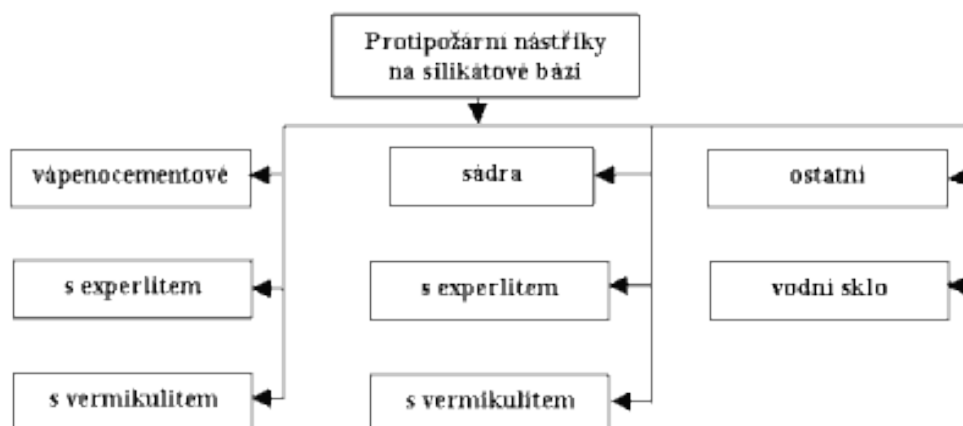 Protipožární nástřiky
na silikátové bázi
vápenocementové
sádra
ostatní
s experlitem
s experlitem
vodní sklo
s vermikulitem
s vermikulitem